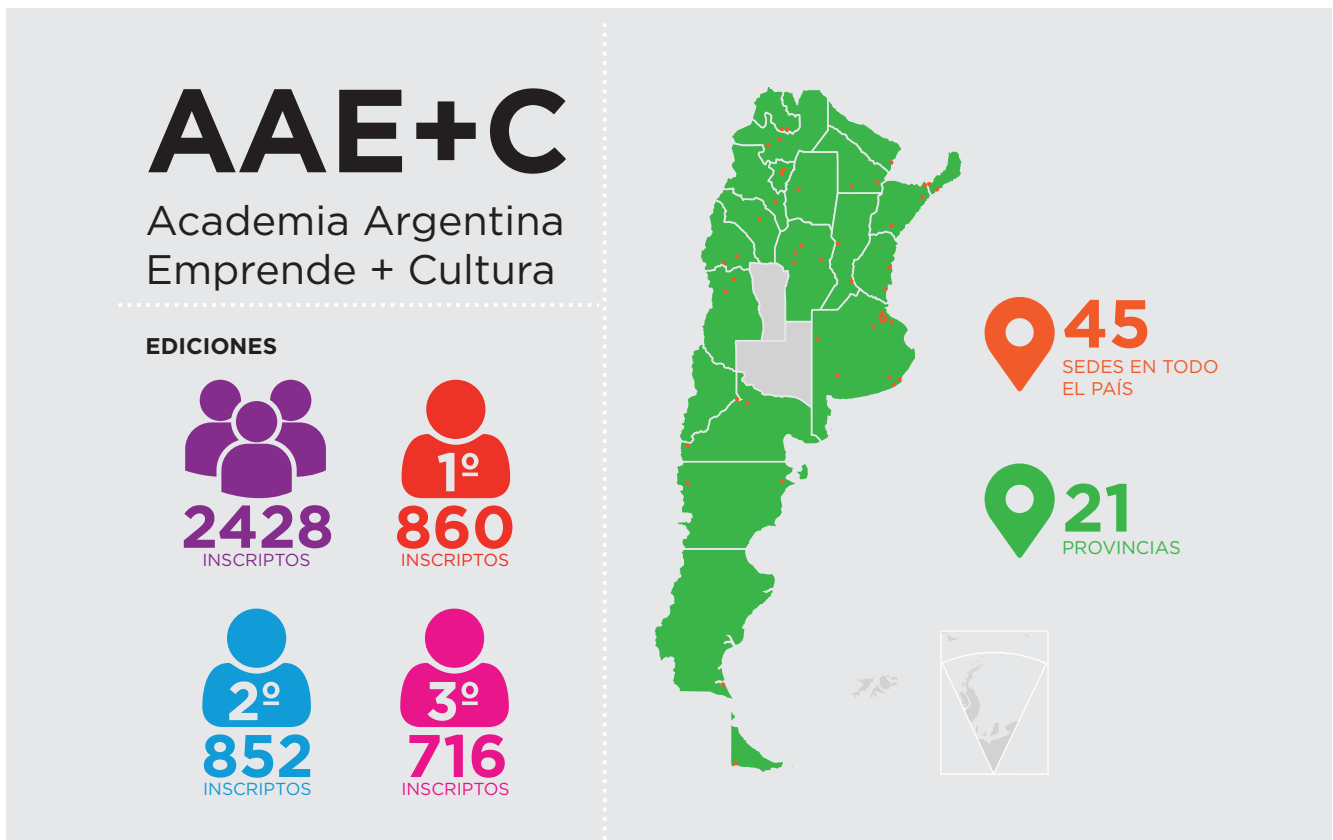 AAE+C
Academia Argentina
Emprende + Cultura
EDICIONES
2428
INSCRIPTOS
1º
860
INSCRIPTOS
2º
852
INSCRIPTOS
3º
716
INSCRIPTOS
45
SEDES EN TODO
EL PAÍS
21
PROVINCIAS